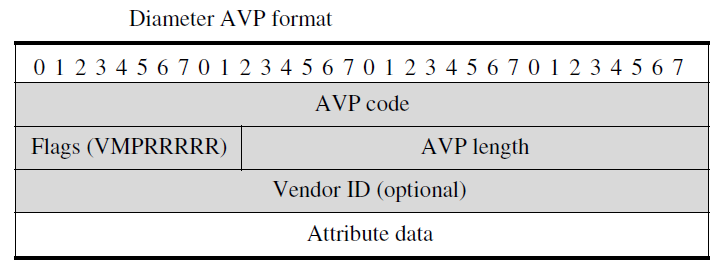 Diameter AVP format
0 1 2 3 4 5 6 7 0 1 2 3 4 5 6 7 0 1 2 3 4 5 6 7 0 1 2 3 4 5 6 7
AVP code
Flags (VMPRRRRR) AVP length
Vendor ID (optional)
Attribute data